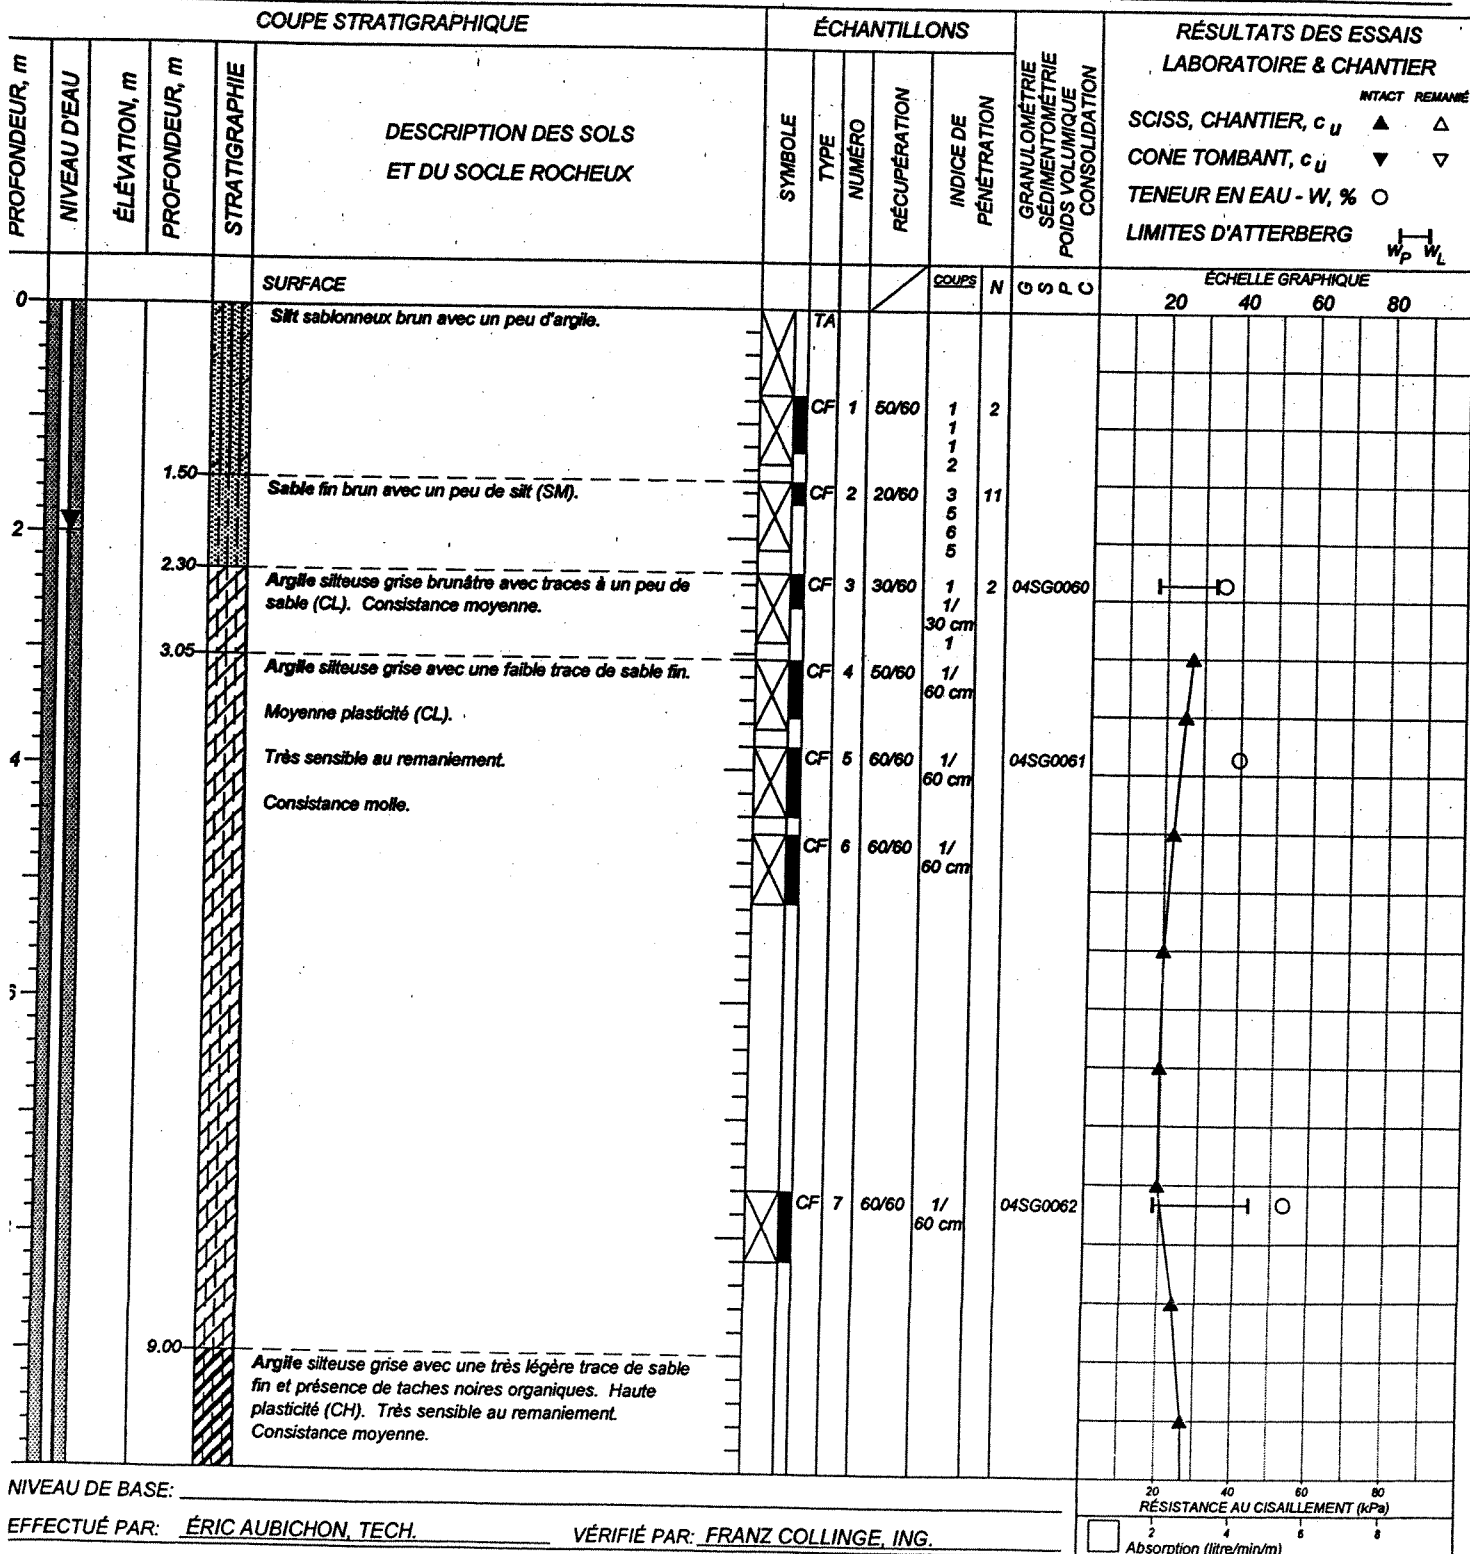 COUPE STRATIGRAPHIQUE
ÉCHANTILLONS
RÉSULTATS DES ESSAIS
LABORATOIRE & CHANTIER
PROFONDEUR, m
NIVEAU D'EAU
ÉLÉVATION, m
PROFONDEUR, m
STRATIGRAPHIE
DESCRIPTION DES SOLS
ET DU SOCLE ROCHEUX
SYMBOLE
TYPE
NUMÉRO
RÉCUPÉRATION
INDICE DE
PÉNÉTRATION
GRANULOMÉTRIE
SÉDIMENTOMÉTRIE
POIDS VOLUMIQUE
CONSOLIDATION
INTACT REMANIÉ
SCISS, CHANTIER, c u
CONE TOMBANT, c u
TENEUR EN EAU - W, %
LIMITES D'ATTERBERG
WP WL
SURFACE
COUPS N G S P C
ÉCHELLE GRAPHIQUE
20 40 60 80
0
Silt sablonneux brun avec un peu d'argile.
TA
CF 1 50/60 1 2
1
1
2
1.50
Sable fin brun avec un peu de silt (SM).
CF 2 20/60 3 11
5
6
5
2
2.30
Argile silteuse grise brunâtre avec traces à un peu de
sable (CL). Consistance moyenne.
CF 3 30/60 1 2 04SG0060
1/
30 cm
1
3.05
Argile silteuse grise avec une faible trace de sable fin.
CF 4 50/60 1/
60 cm
Moyenne plasticité (CL).
4
Très sensible au remaniement.
CF 5 60/60 1/ 04SG0061
60 cm
Consistance molle.
CF 6 60/60 1/
60 cm
CF 7 60/60 1/ 04SG0062
60 cm
9.00
Argile silteuse grise avec une très légère trace de sable
fin et présence de taches noires organiques. Haute
plasticité (CH). Très sensible au remaniement.
Consistance moyenne.
NIVEAU DE BASE:
20 40 60 80
RÉSISTANCE AU CISAILLEMENT (kPa)
EFFECTUÉ PAR: ÉRIC AUBICHON, TECH.
VÉRIFIÉ PAR: FRANZ COLLINGE, ING.
2 4 6 8
Absorption (litre/min/m)